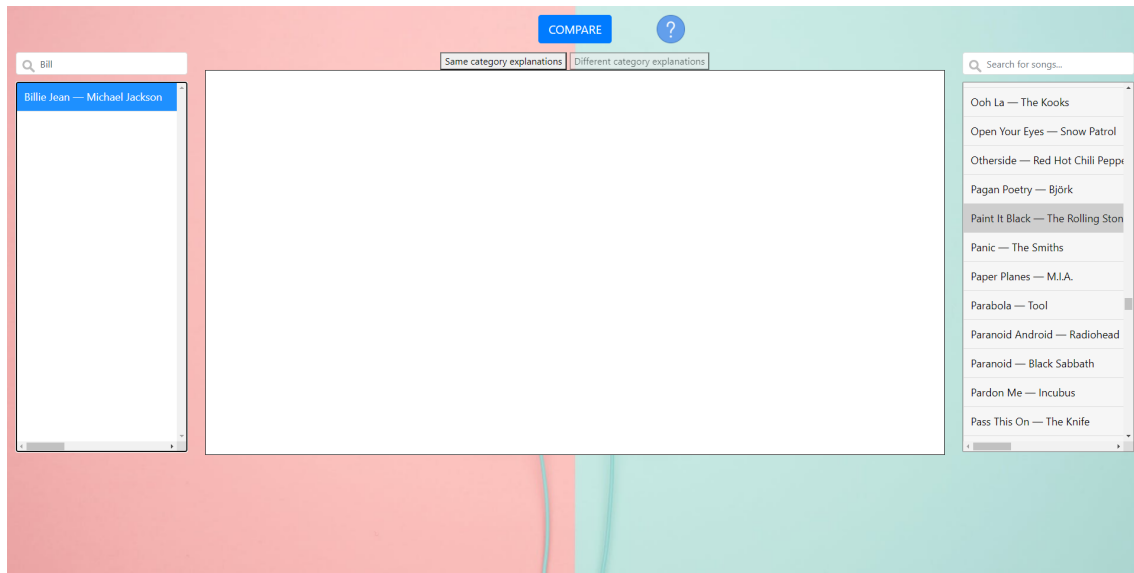 COMPARE
?
Same category explanations
Different category explanations
Bill
Billie Jean — Michael Jackson
Search for songs...
Ooh La — The Kooks
Open Your Eyes — Snow Patrol
Otherside — Red Hot Chili Peppe
Pagan Poetry — Björk
Paint It Black — The Rolling Ston
Panic — The Smiths
Paper Planes — M.I.A.
Parabola — Tool
Paranoid Android — Radiohead
Paranoid — Black Sabbath
Pardon Me — Incubus
Pass This On — The Knife